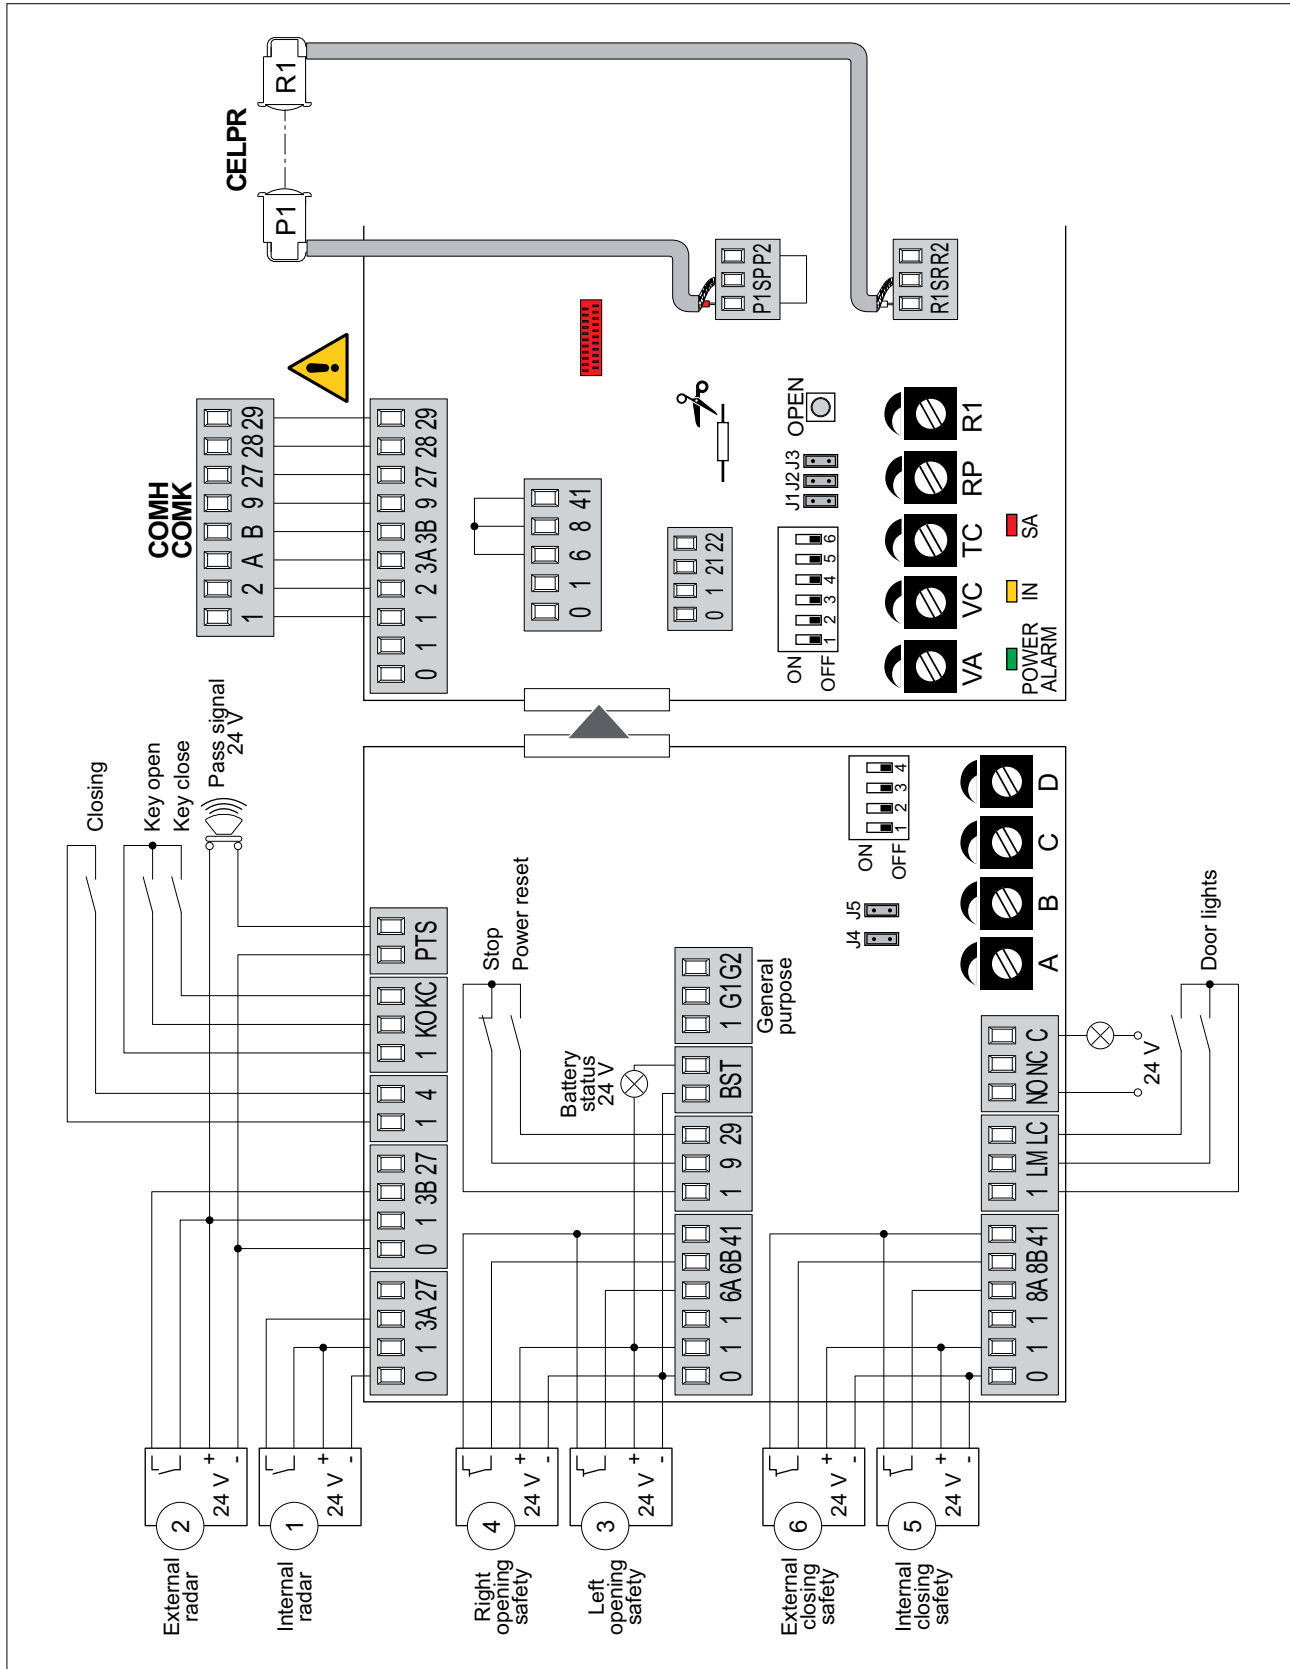 External
radar
2
24 V
+
-
Internal
radar
1
24 V
+
-
Right
opening
safety
4
24 V
+
-
Left
opening
safety
3
24 V
+
-
External
closing
safety
6
24 V
+
-
Internal
closing
safety
5
24 V
+
-
Closing
Key open
Key close
Pass signal
24 V
0 1 3A 27
0 1 3B 27
1 4
1 KO KC
PTS
Stop
Power reset
Battery
status
24 V
0 1 1 6A 6B 41
1 9 29
BST
1 G1 G2
General
purpose
J4 J5
ON
OFF
1 2 3 4
A
B
C
D
0 1 1 8A 8B 41
1 LM LC
NO NC C
24 V
Door lights
COMH
COMK
1 2 A B 9 27 28 29
0 1 1 2 3A 3B 9 27 28 29
0 1 6 8 41
0 1 21 22
ON
OFF
1 2 3 4 5 6
J1 J2 J3
OPEN
VA
VC
TC
RP
R1
POWER
ALARM
IN
SA
CELPR
P1
R1
P1 SP P2
R1 SR R2